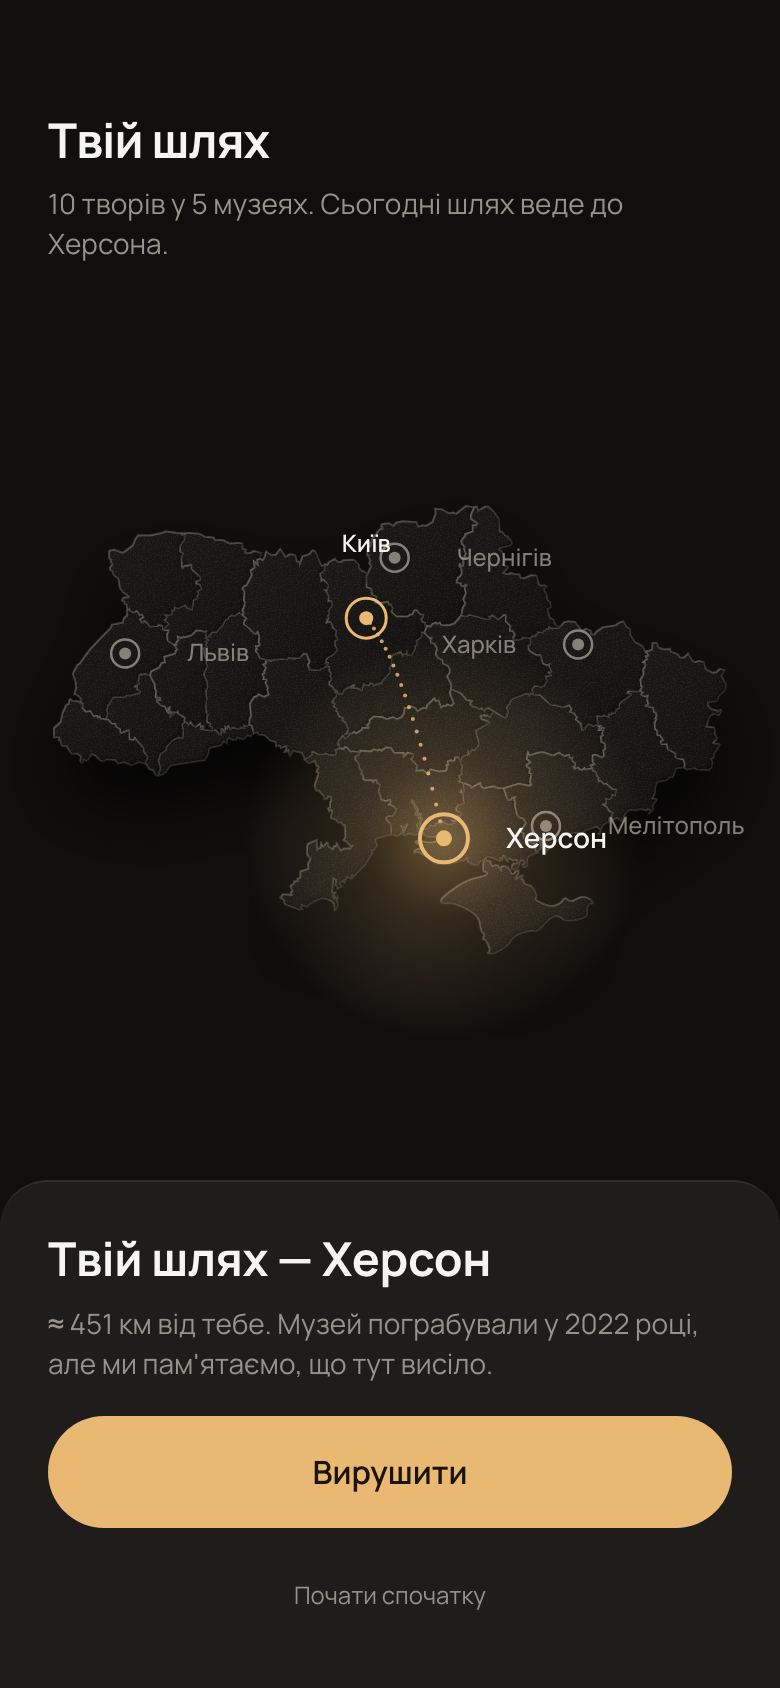 Твій шлях
10 творів у 5 музеях. Сьогодні шлях веде до
Херсона.
Київ
Чернігів
Харків
Львів
Мелітополь
Херсон
Твій шлях — Херсон
≈ 451 км від тебе. Музей пограбували у 2022 році,
але ми пам'ятаємо, що тут висіло.
Вирушити
Почати спочатку